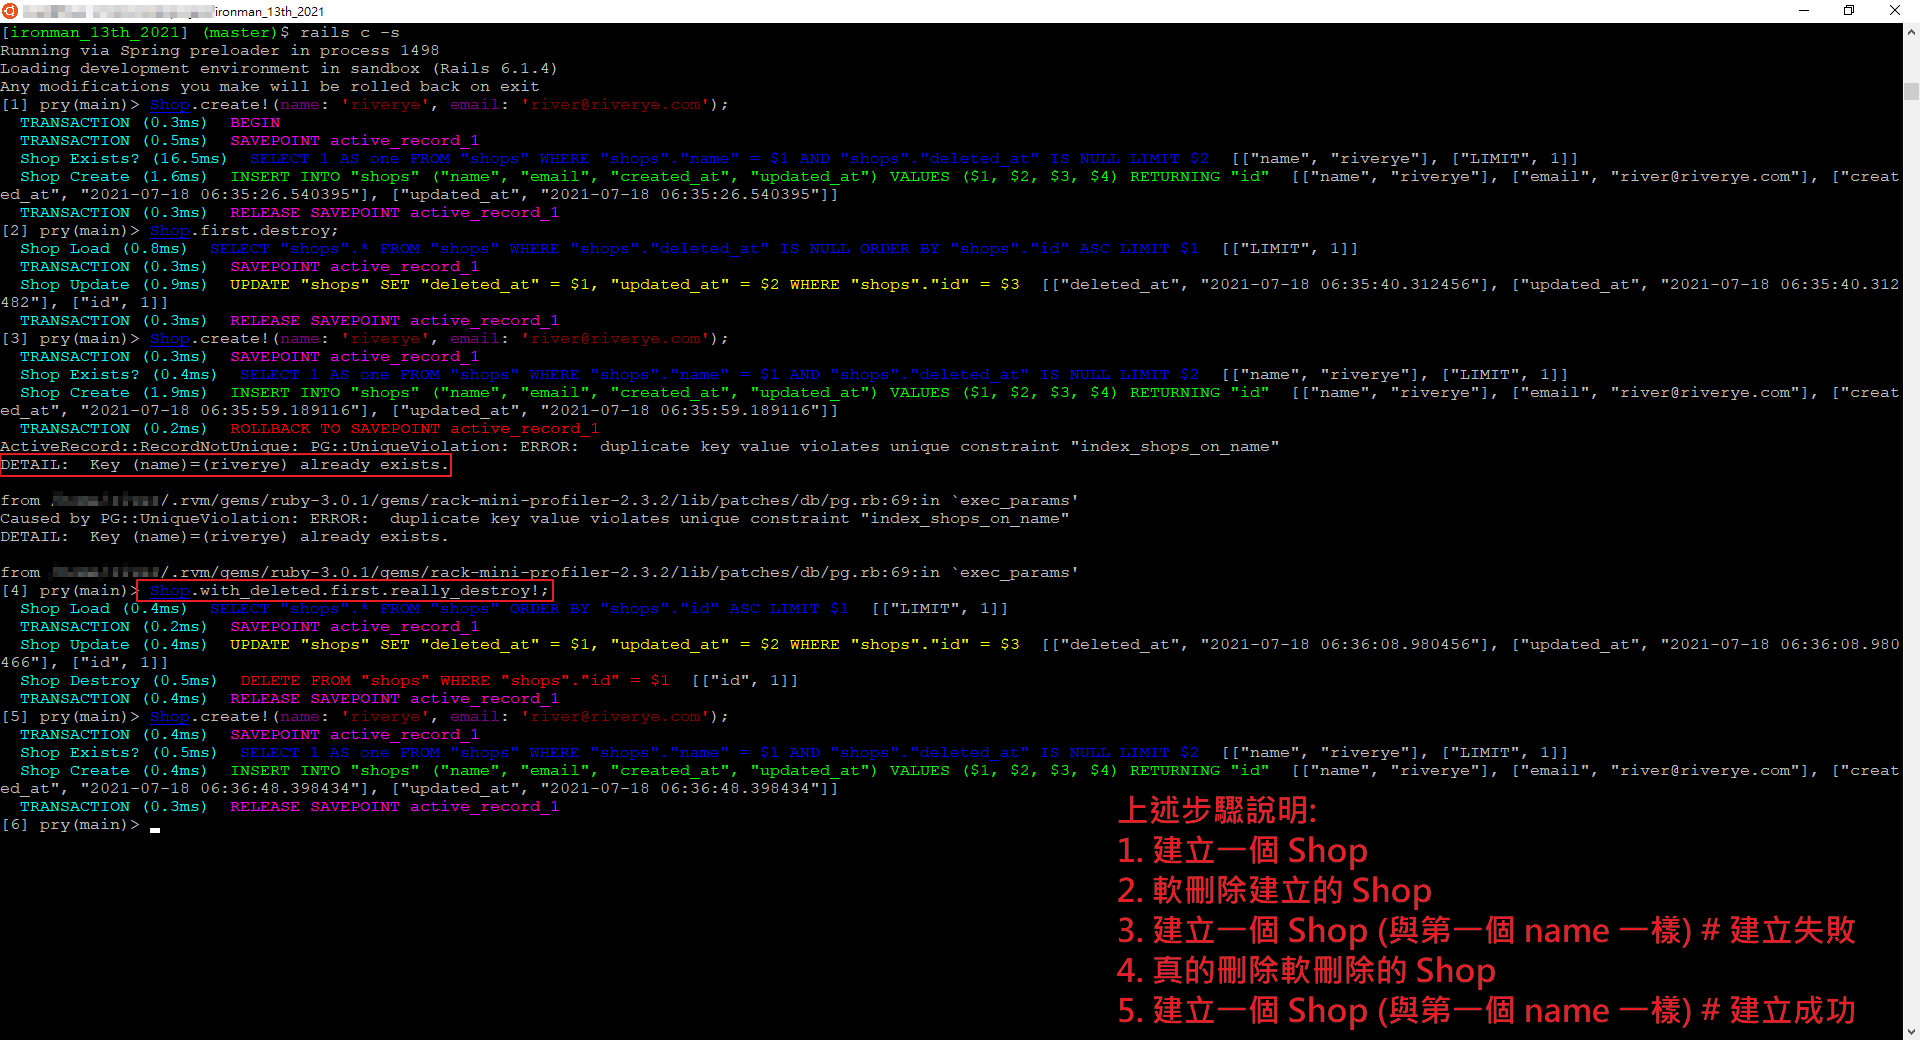 ironman_13th_2021
[ironman_13th_2021] (master)$ rails c -s
Running via Spring preloader in process 1498
Loading development environment in sandbox (Rails 6.1.4)
Any modifications you make will be rolled back on exit
[1] pry(main)> Shop.create!(name: 'riverye', email: 'river@riverye.com');
  TRANSACTION (0.3ms)  BEGIN
  TRANSACTION (0.5ms)  SAVEPOINT active_record_1
  Shop Exists? (16.5ms)  SELECT 1 AS one FROM "shops" WHERE "shops"."name" = $1 AND "shops"."deleted_at" IS NULL LIMIT $2  [["name", "riverye"], ["LIMIT", 1]]
  Shop Create (1.6ms)  INSERT INTO "shops" ("name", "email", "created_at", "updated_at") VALUES ($1, $2, $3, $4) RETURNING "id"  [["name", "riverye"], ["email", "river@riverye.com"], ["creat
ed_at", "2021-07-18 06:35:26.540395"], ["updated_at", "2021-07-18 06:35:26.540395"]]
  TRANSACTION (0.3ms)  RELEASE SAVEPOINT active_record_1
[2] pry(main)> Shop.first.destroy;
  Shop Load (0.8ms)  SELECT "shops".* FROM "shops" WHERE "shops"."deleted_at" IS NULL ORDER BY "shops"."id" ASC LIMIT $1  [["LIMIT", 1]]
  TRANSACTION (0.3ms)  SAVEPOINT active_record_1
  Shop Update (0.9ms)  UPDATE "shops" SET "deleted_at" = $1, "updated_at" = $2 WHERE "shops"."id" = $3  [["deleted_at", "2021-07-18 06:35:40.312456"], ["updated_at", "2021-07-18 06:35:40.312
482"], ["id", 1]]
  TRANSACTION (0.3ms)  RELEASE SAVEPOINT active_record_1
[3] pry(main)> Shop.create!(name: 'riverye', email: 'river@riverye.com');
  TRANSACTION (0.3ms)  SAVEPOINT active_record_1
  Shop Exists? (0.4ms)  SELECT 1 AS one FROM "shops" WHERE "shops"."name" = $1 AND "shops"."deleted_at" IS NULL LIMIT $2  [["name", "riverye"], ["LIMIT", 1]]
  Shop Create (1.9ms)  INSERT INTO "shops" ("name", "email", "created_at", "updated_at") VALUES ($1, $2, $3, $4) RETURNING "id"  [["name", "riverye"], ["email", "river@riverye.com"], ["creat
ed_at", "2021-07-18 06:35:59.189116"], ["updated_at", "2021-07-18 06:35:59.189116"]]
  TRANSACTION (0.2ms)  ROLLBACK TO SAVEPOINT active_record_1
ActiveRecord::RecordNotUnique: PG::UniqueViolation: ERROR:  duplicate key value violates unique constraint "index_shops_on_name"
DETAIL:  Key (name)=(riverye) already exists.
from /.rvm/gems/ruby-3.0.1/gems/rack-mini-profiler-2.3.2/lib/patches/db/pg.rb:69:in `exec_params'
Caused by PG::UniqueViolation: ERROR:  duplicate key value violates unique constraint "index_shops_on_name"
DETAIL:  Key (name)=(riverye) already exists.
from /.rvm/gems/ruby-3.0.1/gems/rack-mini-profiler-2.3.2/lib/patches/db/pg.rb:69:in `exec_params'
[4] pry(main)> Shop.with_deleted.first.really_destroy!;
  Shop Load (0.4ms)  SELECT "shops".* FROM "shops" ORDER BY "shops"."id" ASC LIMIT $1  [["LIMIT", 1]]
  TRANSACTION (0.2ms)  SAVEPOINT active_record_1
  Shop Update (0.4ms)  UPDATE "shops" SET "deleted_at" = $1, "updated_at" = $2 WHERE "shops"."id" = $3  [["deleted_at", "2021-07-18 06:36:08.980456"], ["updated_at", "2021-07-18 06:36:08.980
466"], ["id", 1]]
  Shop Destroy (0.5ms)  DELETE FROM "shops" WHERE "shops"."id" = $1  [["id", 1]]
  TRANSACTION (0.4ms)  RELEASE SAVEPOINT active_record_1
[5] pry(main)> Shop.create!(name: 'riverye', email: 'river@riverye.com');
  TRANSACTION (0.4ms)  SAVEPOINT active_record_1
  Shop Exists? (0.5ms)  SELECT 1 AS one FROM "shops" WHERE "shops"."name" = $1 AND "shops"."deleted_at" IS NULL LIMIT $2  [["name", "riverye"], ["LIMIT", 1]]
  Shop Create (0.4ms)  INSERT INTO "shops" ("name", "email", "created_at", "updated_at") VALUES ($1, $2, $3, $4) RETURNING "id"  [["name", "riverye"], ["email", "river@riverye.com"], ["creat
ed_at", "2021-07-18 06:36:48.398434"], ["updated_at", "2021-07-18 06:36:48.398434"]]
  TRANSACTION (0.3ms)  RELEASE SAVEPOINT active_record_1
[6] pry(main)>
上述步驟說明:
1. 建立一個 Shop
2. 軟刪除建立的 Shop
3. 建立一個 Shop (與第一個 name 一樣) # 建立失敗
4. 真的刪除軟刪除的 Shop
5. 建立一個 Shop (與第一個 name 一樣) # 建立成功